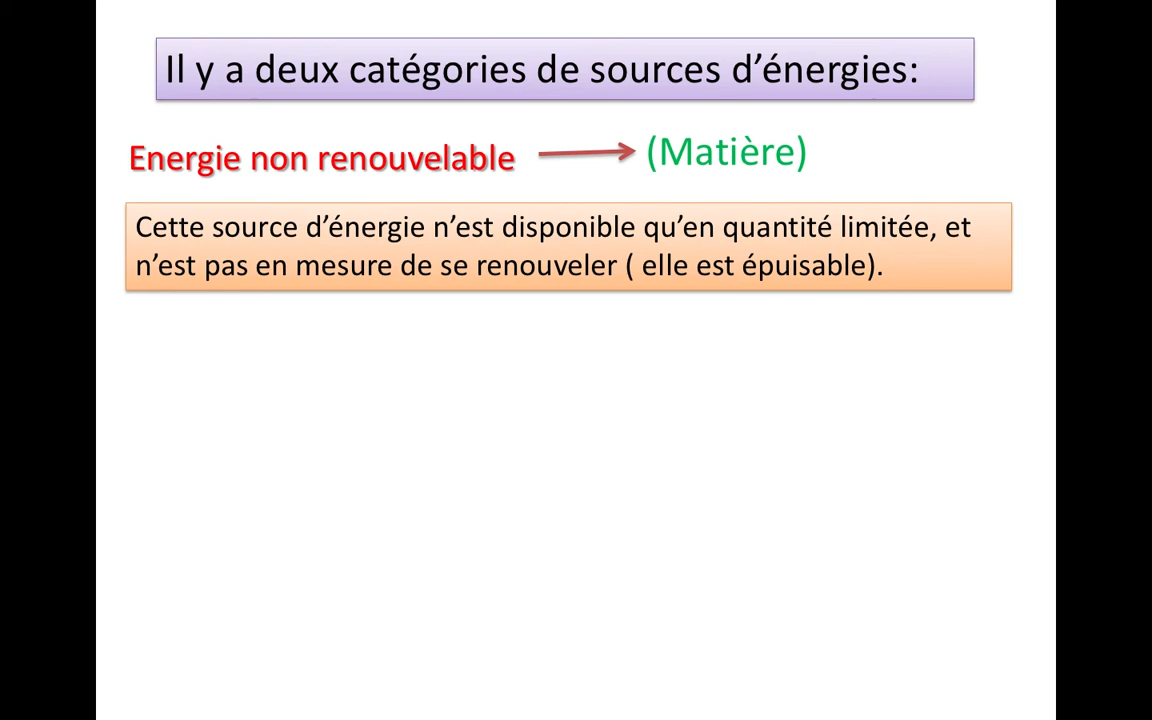 Il y a deux catégories de sources d’énergies:
Energie non renouvelable (Matière)
Cette source d’énergie n’est disponible qu’en quantité limitée, et
n’est pas en mesure de se renouveler ( elle est épuisable).